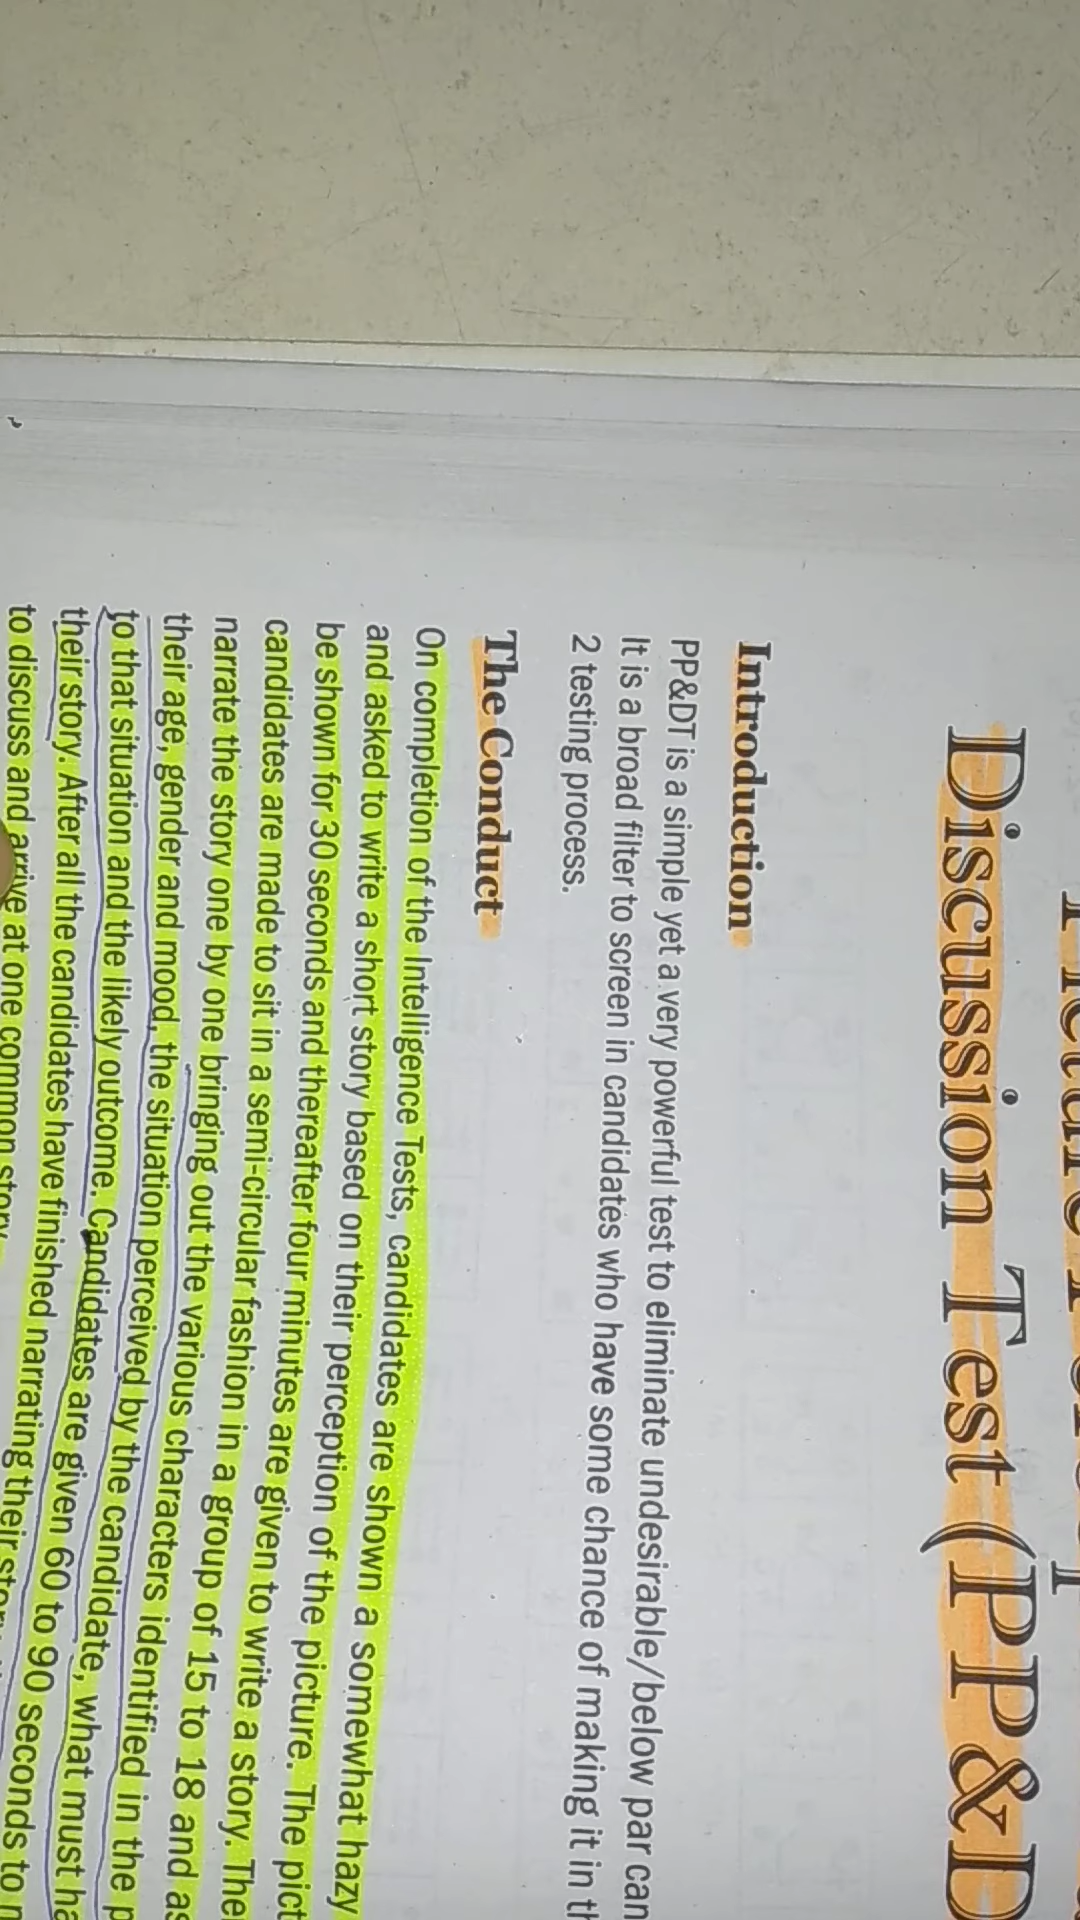 Discussion Test (PP&D
Introduction
PP&DT is a simple yet a very powerful test to eliminate undesirable/below par can
It is a broad filter to screen in candidates who have some chance of making it in th
2 testing process.
The Conduct
On completion of the Intelligence Tests, candidates are shown a somewhat hazy
and asked to write a short story based on their perception of the picture. The pict
be shown for 30 seconds and thereafter four minutes are given to write a story. The
candidates are made to sit in a semi-circular fashion in a group of 15 to 18 and as
narrate the story one by one bringing out the various characters identified in the p
their age, gender and mood, the situation perceived by the candidate, what must ha
to that situation and the likely outcome. Candidates are given 60 to 90 seconds to n
their story. After all the candidates have finished narrating their
to discuss and arrive at one common story